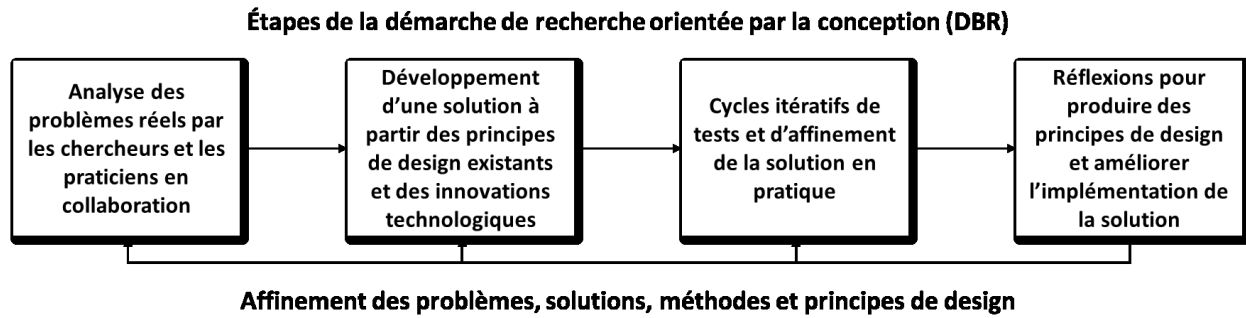 Étapes de la démarche de recherche orientée par la conception (DBR)
Analyse des
problèmes réels par
les chercheurs et les
praticiens en
collaboration
Développement
d'une solution à
partir des principes
de design existants
et des innovations
technologiques
Cycles itératifs de
tests et d'affinement
de la solution en
pratique
Réflexions pour
produire des
principes de design
et améliorer
l'implémentation de
la solution
Affinement des problèmes, solutions, méthodes et principes de design